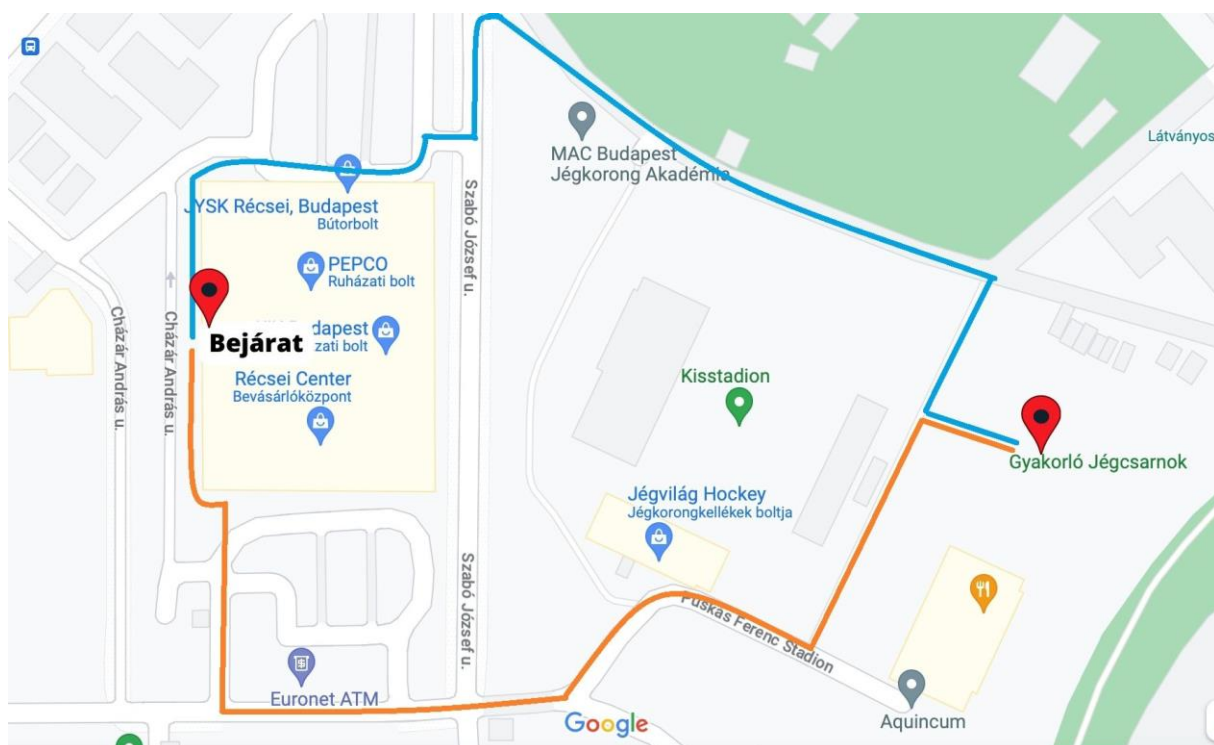 Látványos
MAC Budapest
Jégkorong Akadémia
JYSK Récsei, Budapest
Bútorbolt
Szabó József u.
PEPCO
Ruházati bolt
Cházár András u.
Cházár András u.
Bejárat
dapest
zati bolt
Récsei Center
Bevásárlóközpont
Kisstadion
Gyakorló Jégcsarnok
Jégvilág Hockey
Jégkorongkellékek boltja
Szabó József u.
Puskás Ferenc Stadion
Euronet ATM
Aquincum
Google